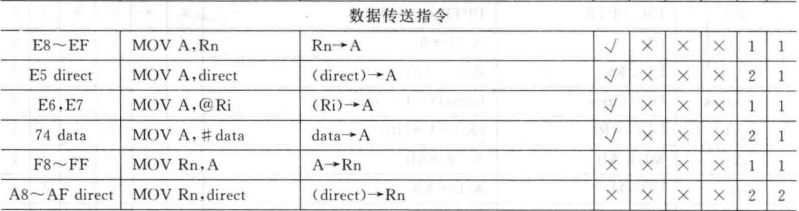 数据传送指令
E8～EF MOV A,Rn Rn→A √ × × × 1 1
E5 direct MOV A,direct (direct)→A √ × × × 2 1
E6,E7 MOV A,@Ri (Ri)→A √ × × × 1 1
74 data MOV A,#data data→A √ × × × 2 1
F8～FF MOV Rn,A A→Rn × × × × 1 1
A8～AF direct MOV Rn,direct (direct)→Rn × × × × 2 2